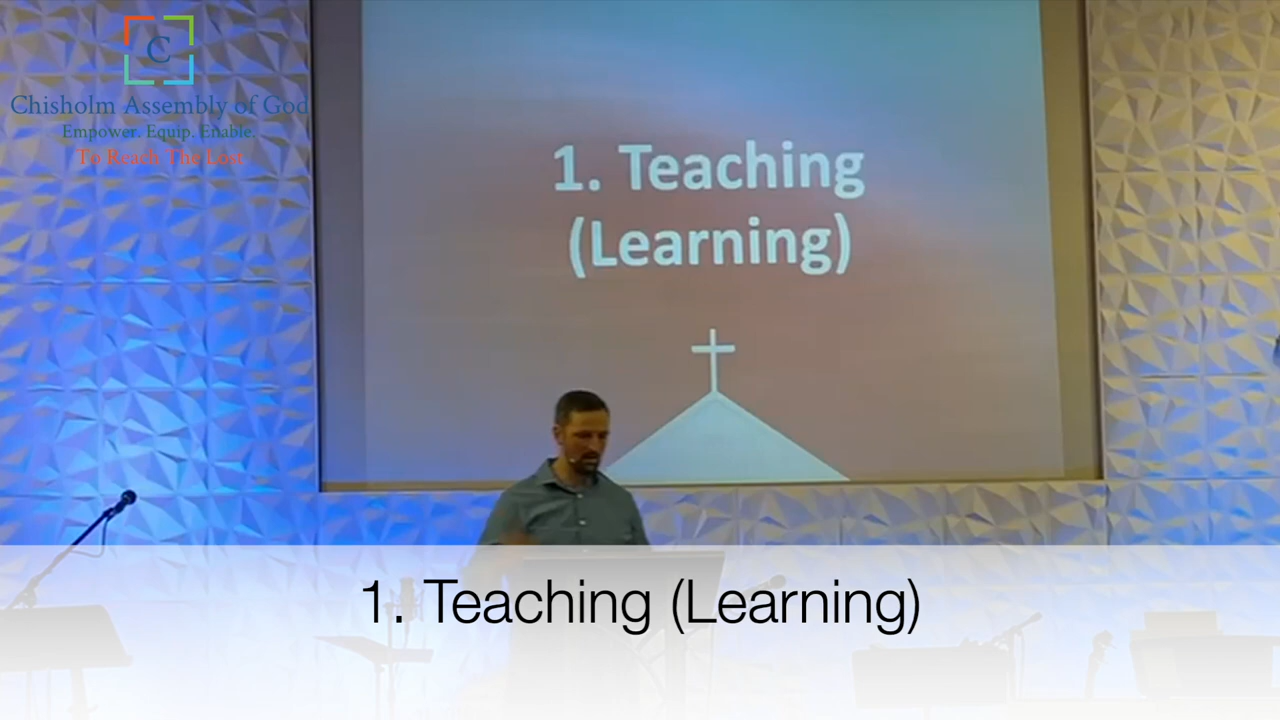 C
Chisholm Assembly of God
Empower. Equip. Enable.
To Reach The Lost
1. Teaching
(Learning)
1. Teaching (Learning)